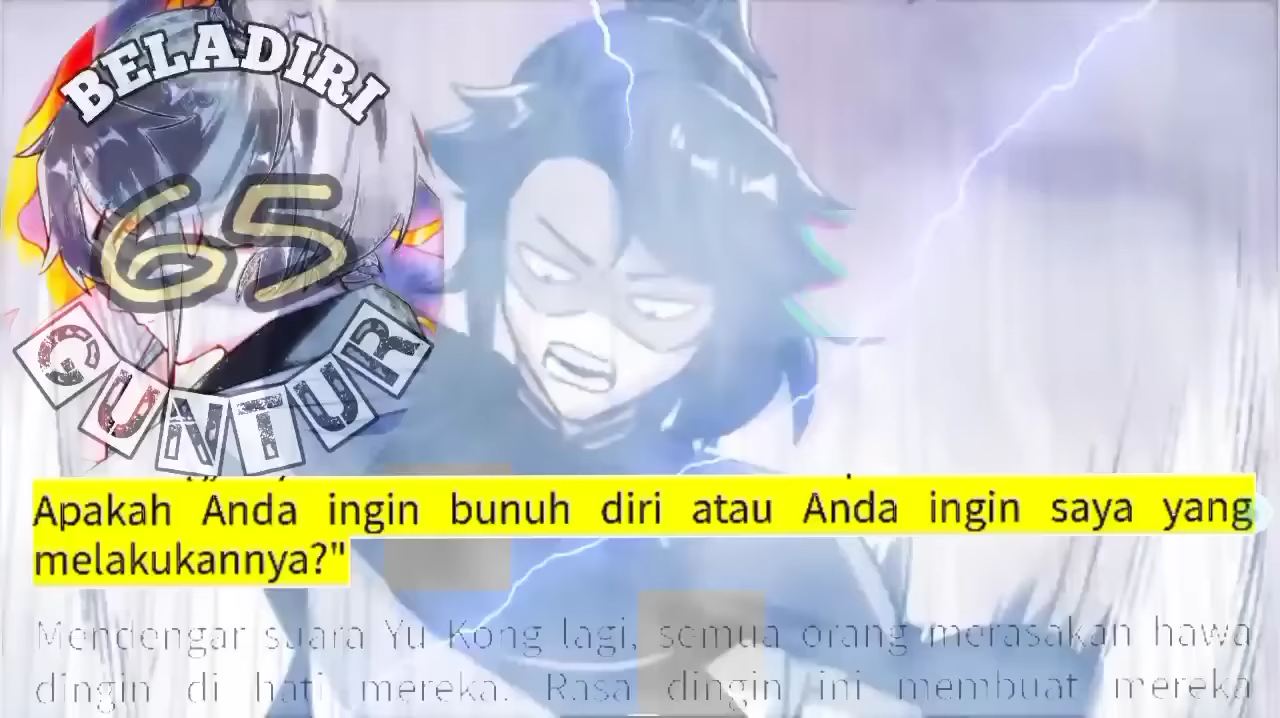 BELADIRI
65
GUNTUR
Apakah Anda ingin bunuh diri atau Anda ingin saya yang
melakukannya?"
Mendengar suara Yu Kong lagi, semua orang merasakan hawa
dingin di hati mereka. Rasa dingin ini membuat mereka